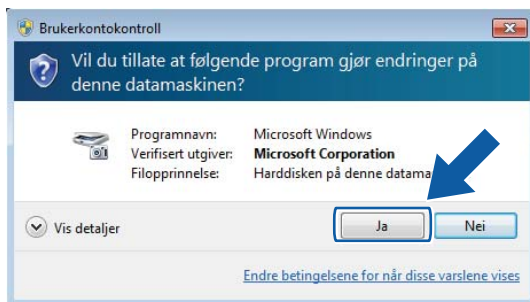 Brukerkontokontroll
Vil du tillate at følgende program gjør endringer på
denne datamaskinen?
Programnavn: Microsoft Windows
Verifisert utgiver: Microsoft Corporation
Filopprinnelse: Harddisken på denne
Vis detaljer
Ja Nei
Endre betingelsene for når disse varslene vises